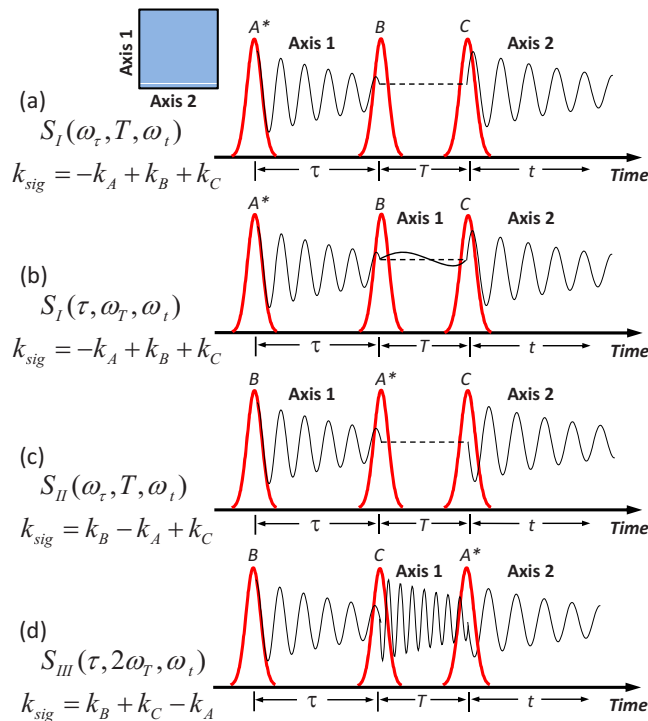 Axis 1
Axis 2
(a)
S_I(ω_τ, T, ω_t)
k_sig = −k_A + k_B + k_C
A* Axis 1 B C Axis 2
τ T t Time
(b)
S_I(τ, ω_T, ω_t)
k_sig = −k_A + k_B + k_C
A* B Axis 1 C Axis 2
τ T t Time
(c)
S_II(ω_τ, T, ω_t)
k_sig = k_B − k_A + k_C
B Axis 1 A* C Axis 2
τ T t Time
(d)
S_III(τ, 2ω_T, ω_t)
k_sig = k_B + k_C − k_A
B C Axis 1 A* Axis 2
τ T t Time